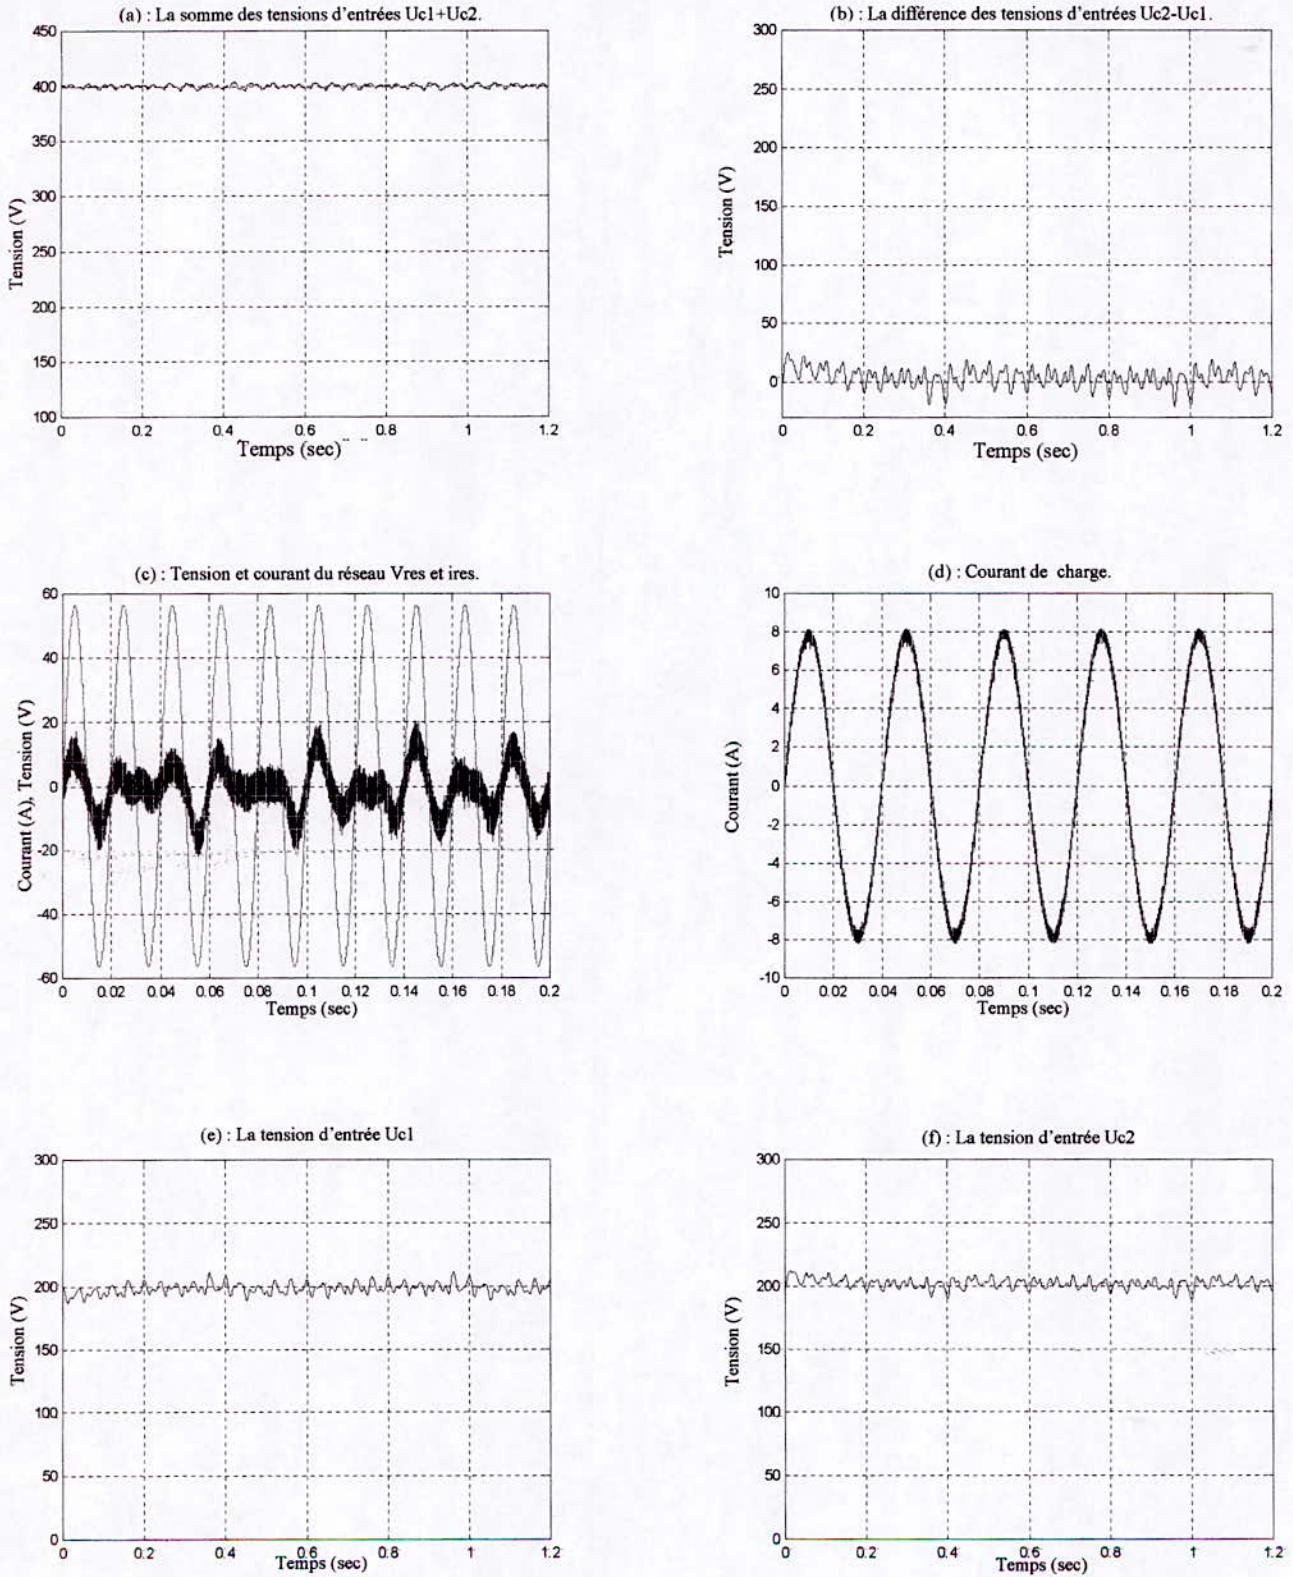 (a) : La somme des tensions d'entrées Uc1+Uc2.
450
400
350
300
250
200
150
100
Tension (V)
0 0.2 0.4 0.6 0.8 1 1.2
Temps (sec)
(b) : La différence des tensions d'entrées Uc2-Uc1.
300
250
200
150
100
50
0
Tension (V)
0 0.2 0.4 0.6 0.8 1 1.2
Temps (sec)
(c) : Tension et courant du réseau Vres et ires.
60
40
20
0
-20
-40
-60
Courant (A), Tension (V)
0 0.02 0.04 0.06 0.08 0.1 0.12 0.14 0.16 0.18 0.2
Temps (sec)
(d) : Courant de charge.
10
8
6
4
2
0
-2
-4
-6
-8
-10
Courant (A)
0 0.02 0.04 0.06 0.08 0.1 0.12 0.14 0.16 0.18 0.2
Temps (sec)
(e) : La tension d'entrée Uc1
300
250
200
150
100
50
0
Tension (V)
0 0.2 0.4 0.6 0.8 1 1.2
Temps (sec)
(f) : La tension d'entrée Uc2
300
250
200
150
100
50
0
Tension (V)
0 0.2 0.4 0.6 0.8 1 1.2
Temps (sec)